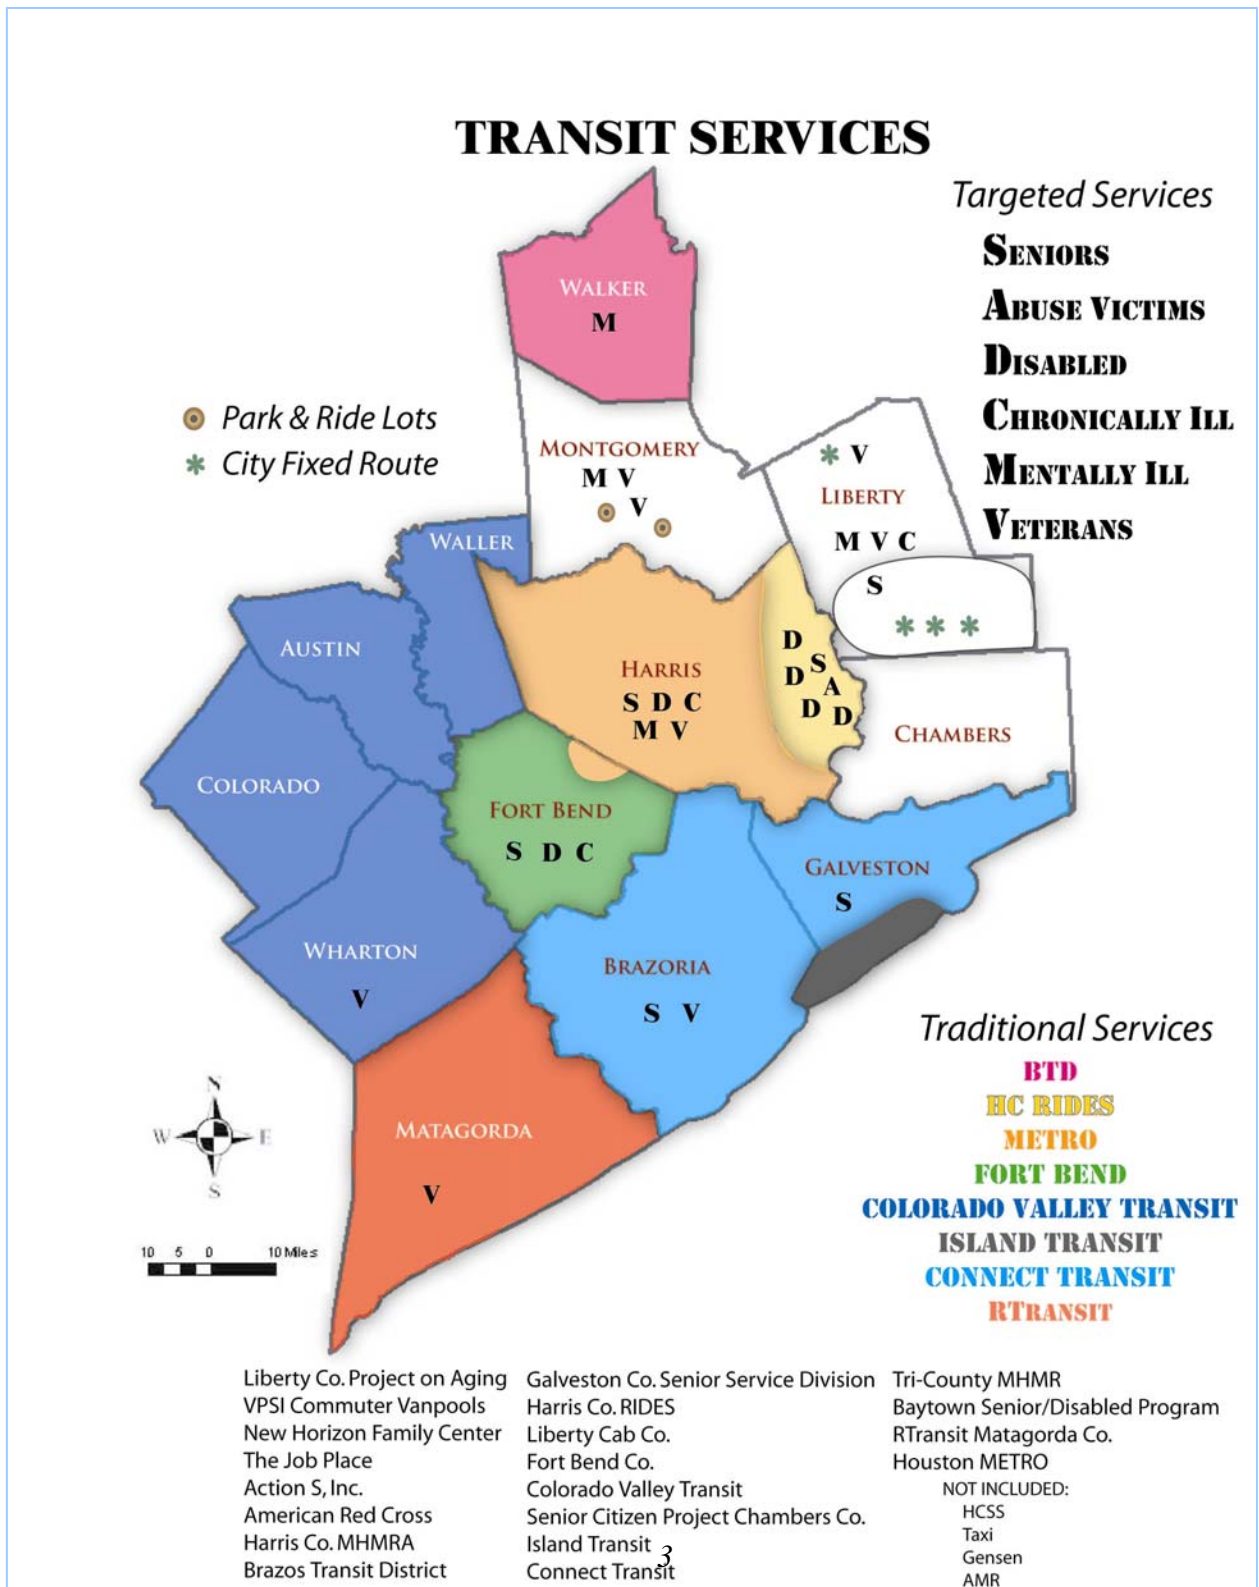 TRANSIT SERVICES
Targeted Services
SENIORS
ABUSE VICTIMS
DISABLED
CHRONICALLY ILL
MENTALLY ILL
VETERANS
Park & Ride Lots
City Fixed Route
WALKER
M
MONTGOMERY
M V
V
* V
LIBERTY
M V C
S
* * *
WALLER
AUSTIN
HARRIS
S D C
M V
D
S
D
A
D
D
CHAMBERS
COLORADO
FORT BEND
S D C
GALVESTON
S
WHARTON
V
BRAZORIA
S V
MATAGORDA
V
N
W E
S
10 5 0 10 Miles
Traditional Services
BTD
HC RIDES
METRO
FORT BEND
COLORADO VALLEY TRANSIT
ISLAND TRANSIT
CONNECT TRANSIT
RTRANSIT
Liberty Co. Project on Aging
VPSI Commuter Vanpools
New Horizon Family Center
The Job Place
Action S, Inc.
American Red Cross
Harris Co. MHMRA
Brazos Transit District
Galveston Co. Senior Service Division
Harris Co. RIDES
Liberty Cab Co.
Fort Bend Co.
Colorado Valley Transit
Senior Citizen Project Chambers Co.
Island Transit
Connect Transit
Tri-County MHMR
Baytown Senior/Disabled Program
RTransit Matagorda Co.
Houston METRO
NOT INCLUDED:
HCSS
Taxi
Gensen
AMR
3